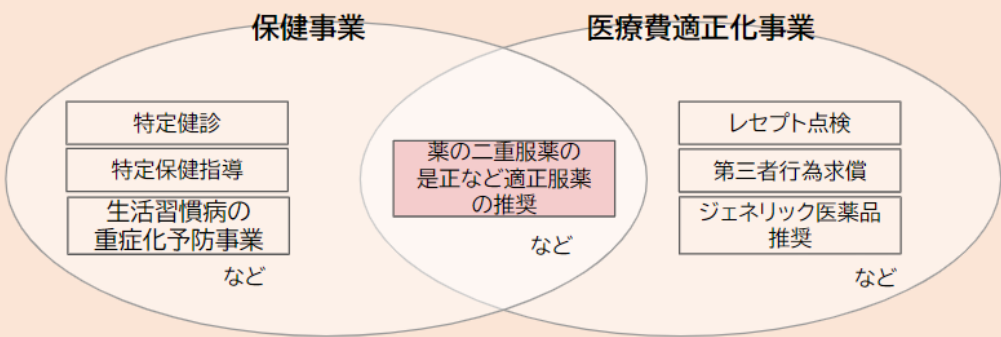 保健事業
医療費適正化事業
特定健診
特定保健指導
生活習慣病の
重症化予防事業
など
薬の二重服薬の
是正など適正服薬
の推奨
など
レセプト点検
第三者行為求償
ジェネリック医薬品
推奨
など